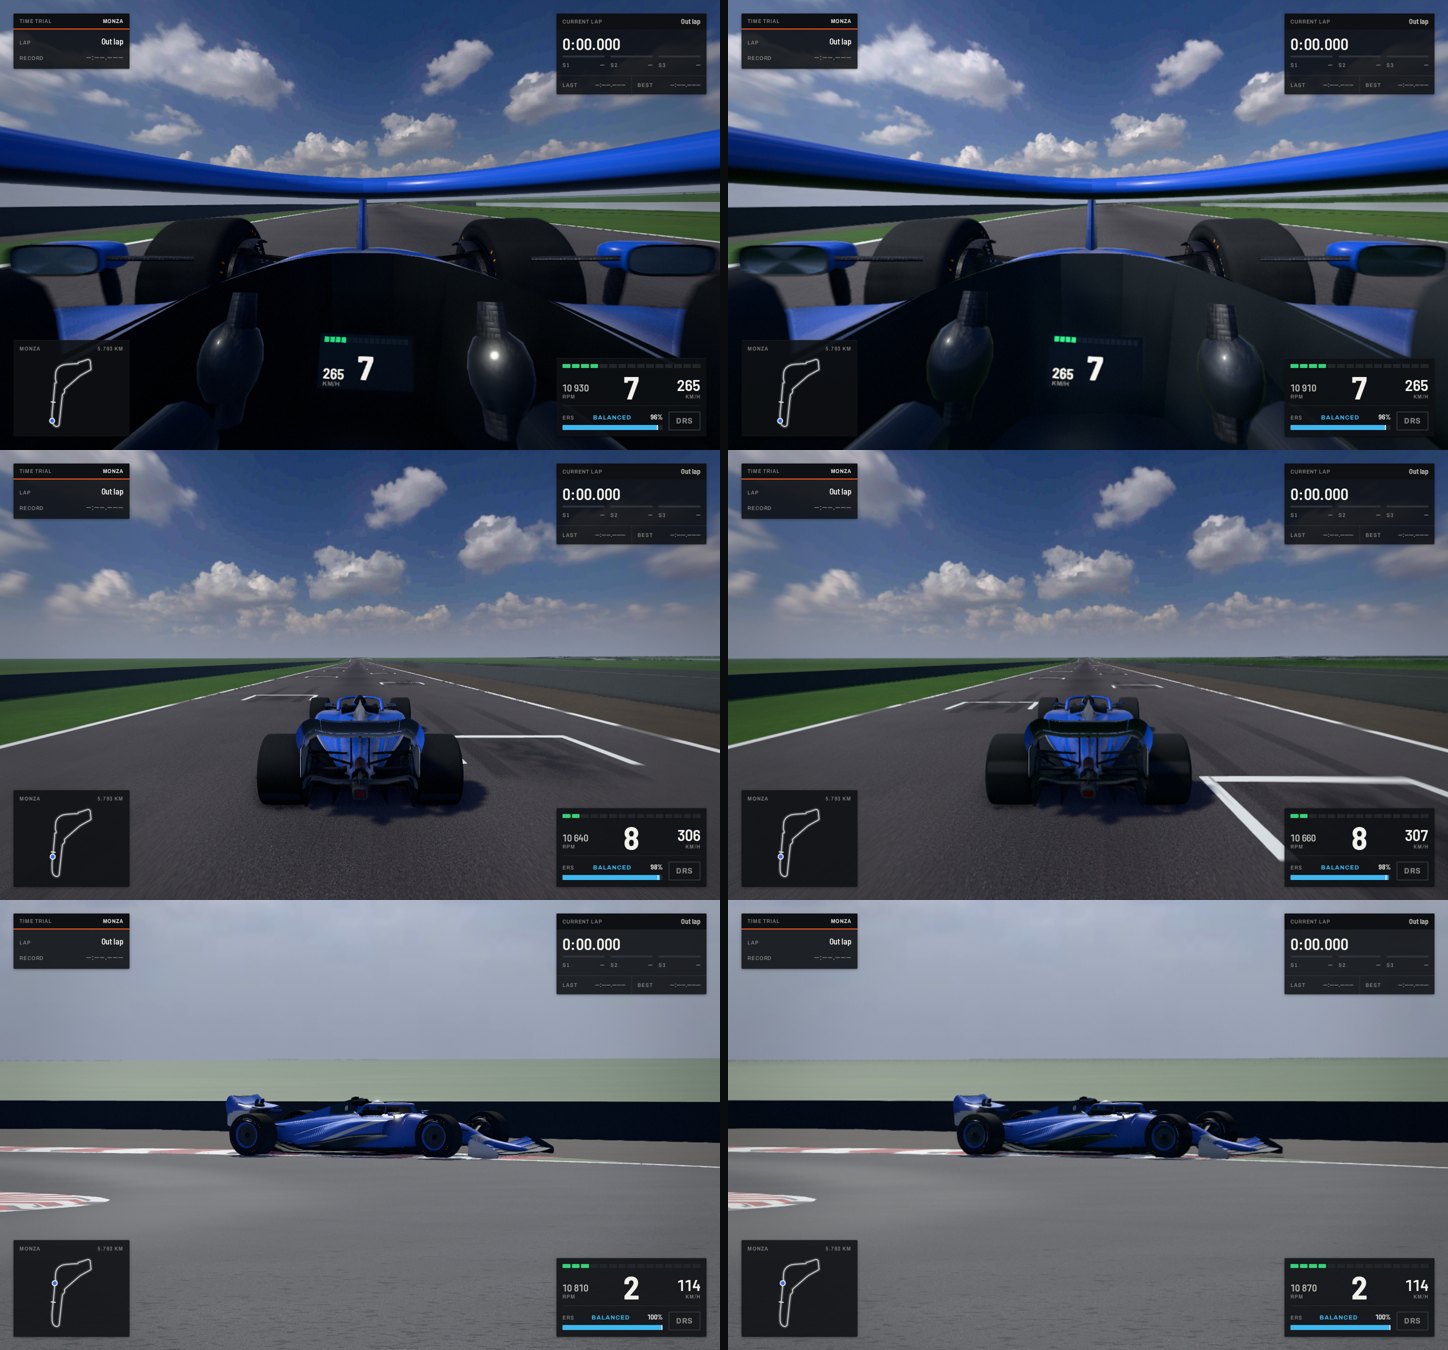 TIME TRIAL MONZA
LAP Out lap
RECORD –:––.–––
CURRENT LAP Out lap
0:00.000
S1 – S2 – S3 –
LAST –:––.––– BEST –:––.–––
MONZA 5.793 KM
265 7
KM/H
10 930 7 265
RPM KM/H
ERS BALANCED 96% DRS
TIME TRIAL MONZA
LAP Out lap
RECORD –:––.–––
CURRENT LAP Out lap
0:00.000
S1 – S2 – S3 –
LAST –:––.––– BEST –:––.–––
MONZA 5.793 KM
265 7
KM/H
10 910 7 265
RPM KM/H
ERS BALANCED 96% DRS
TIME TRIAL MONZA
LAP Out lap
RECORD –:––.–––
CURRENT LAP Out lap
0:00.000
S1 – S2 – S3 –
LAST –:––.––– BEST –:––.–––
MONZA 5.793 KM
10 640 8 306
RPM KM/H
ERS BALANCED 98% DRS
TIME TRIAL MONZA
LAP Out lap
RECORD –:––.–––
CURRENT LAP Out lap
0:00.000
S1 – S2 – S3 –
LAST –:––.––– BEST –:––.–––
MONZA 5.793 KM
10 660 8 307
RPM KM/H
ERS BALANCED 98% DRS
TIME TRIAL MONZA
LAP Out lap
RECORD –:––.–––
CURRENT LAP Out lap
0:00.000
S1 – S2 – S3 –
LAST –:––.––– BEST –:––.–––
MONZA 5.793 KM
10 810 2 114
RPM KM/H
ERS BALANCED 100% DRS
TIME TRIAL MONZA
LAP Out lap
RECORD –:––.–––
CURRENT LAP Out lap
0:00.000
S1 – S2 – S3 –
LAST –:––.––– BEST –:––.–––
MONZA 5.793 KM
10 870 2 114
RPM KM/H
ERS BALANCED 100% DRS